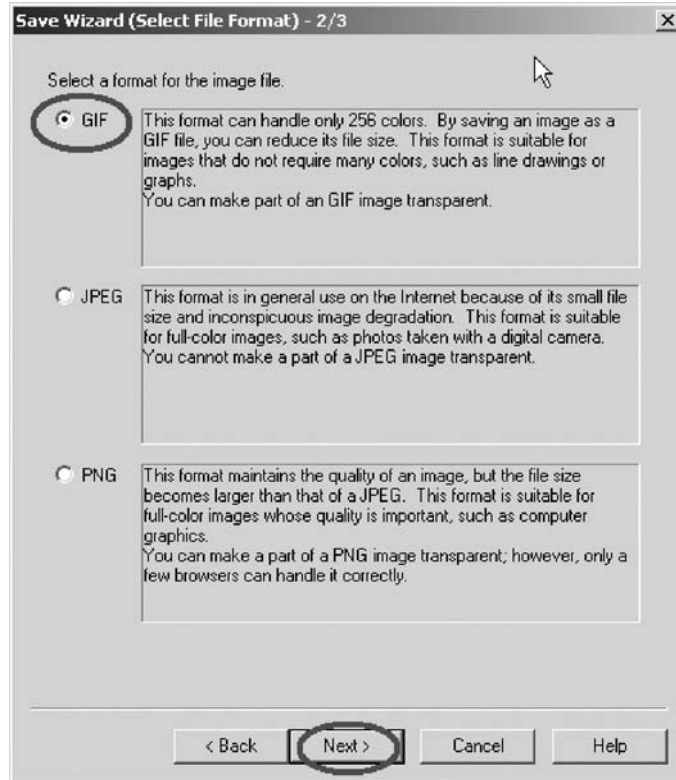 Save Wizard (Select File Format) - 2/3
Select a format for the image file.
GIF
This format can handle only 256 colors. By saving an image as a
GIF file, you can reduce its file size. This format is suitable for
images that do not require many colors, such as line drawings or
graphs.
You can make part of an GIF image transparent.
JPEG
This format is in general use on the Internet because of its small file
size and inconspicuous image degradation. This format is suitable
for full-color images, such as photos taken with a digital camera.
You cannot make a part of a JPEG image transparent.
PNG
This format maintains the quality of an image, but the file size
becomes larger than that of a JPEG. This format is suitable for
full-color images whose quality is important, such as computer
graphics.
You can make a part of a PNG image transparent; however, only a
few browsers can handle it correctly.
< Back Next > Cancel Help